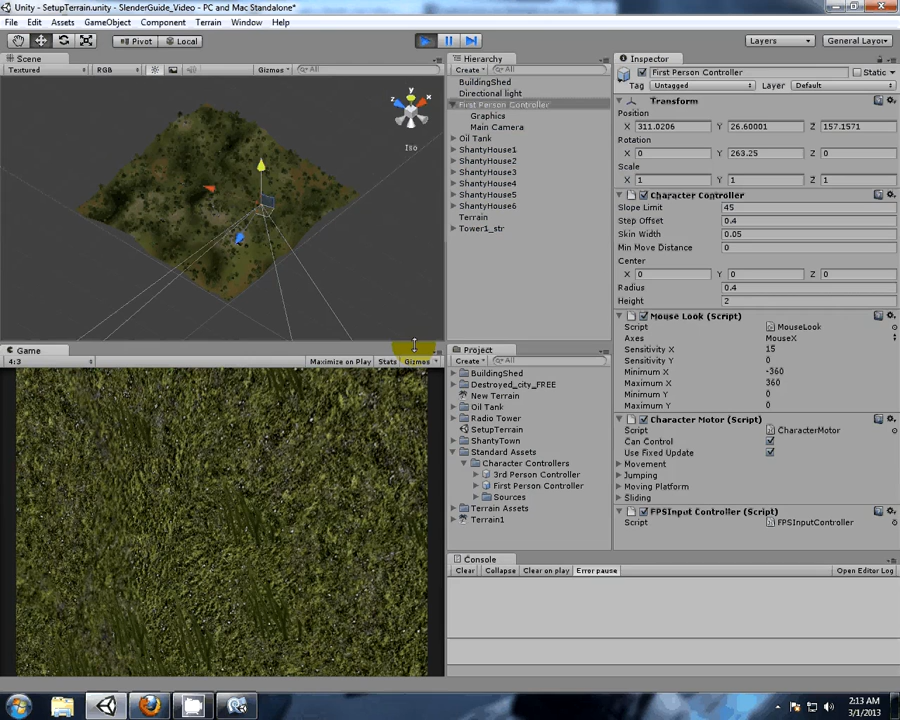 Unity - SetupTerrain.unity - SlenderGuide_Video - PC and Mac Standalone*
File Edit Assets GameObject Component Terrain Window Help
Pivot Local Layers General Layor
Scene
Textured RGB Gizmos All
y
x
z
Iso
Hierarchy
Create All
BuildingShed
Directional light
First Person Controller
Graphics
Main Camera
Oil Tank
ShantyHouse1
ShantyHouse2
ShantyHouse3
ShantyHouse4
ShantyHouse5
ShantyHouse6
Terrain
Tower1_str
Inspector
First Person Controller Static
Tag Untagged Layer Default
Transform
Position
X 311.0206 Y 26.60001 Z 157.1571
Rotation
X 0 Y 263.25 Z 0
Scale
X 1 Y 1 Z 1
Character Controller
Slope Limit 45
Step Offset 0.4
Skin Width 0.05
Min Move Distance 0
Center
X 0 Y 0 Z 0
Radius 0.4
Height 2
Mouse Look (Script)
Script MouseLook
Axes MouseX
Sensitivity X 15
Sensitivity Y 0
Minimum X -360
Maximum X 360
Minimum Y 0
Maximum Y 0
Character Motor (Script)
Script CharacterMotor
Can Control
Use Fixed Update
Movement
Jumping
Moving Platform
Sliding
FPSInput Controller (Script)
Script FPSInputController
Game
4:3 Maximize on Play Stats Gizmos
Project
Create All
BuildingShed
Destroyed_city_FREE
New Terrain
Oil Tank
Radio Tower
SetupTerrain
ShantyTown
Standard Assets
Character Controllers
3rd Person Controller
First Person Controller
Sources
Terrain Assets
Terrain1
Console
Clear Collapse Clear on play Error pause Open Editor Log
2:13 AM
3/1/2013